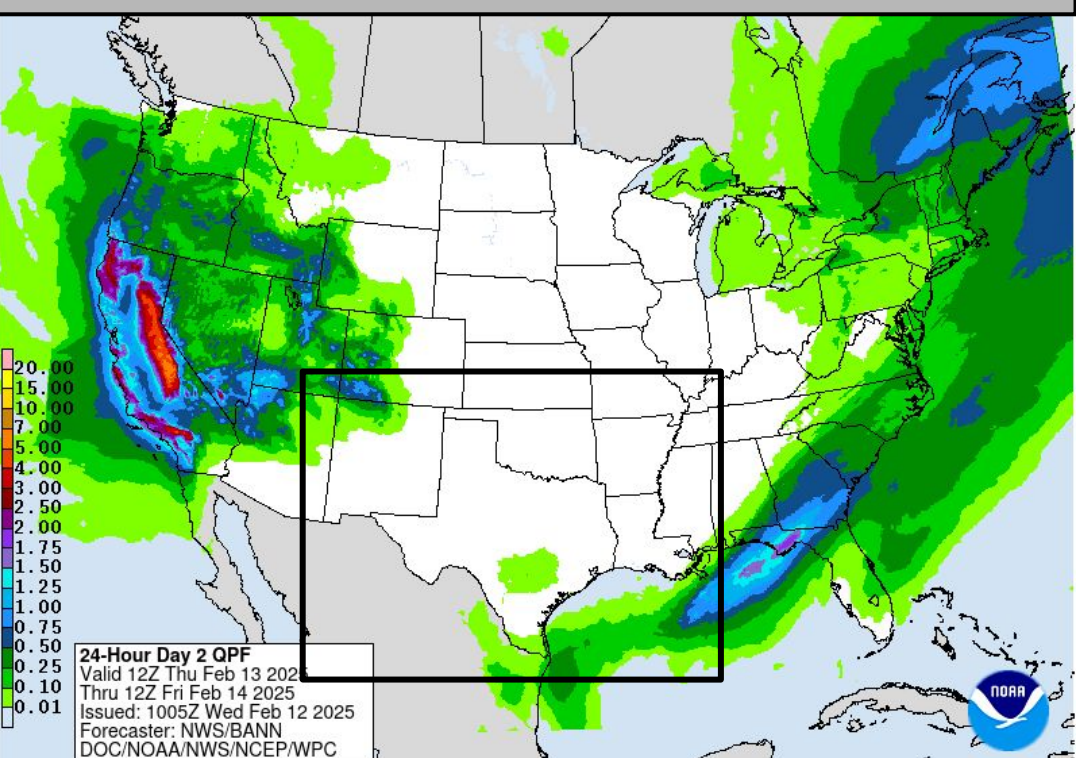 20.00
15.00
10.00
7.00
5.00
4.00
3.00
2.50
2.00
1.75
1.50
1.25
1.00
0.75
0.50
0.25
0.10
0.01
24-Hour Day 2 QPF
Valid 12Z Thu Feb 13 2025
Thru 12Z Fri Feb 14 2025
Issued: 1005Z Wed Feb 12 2025
Forecaster: NWS/BANN
DOC/NOAA/NWS/NCEP/WPC
NOAA